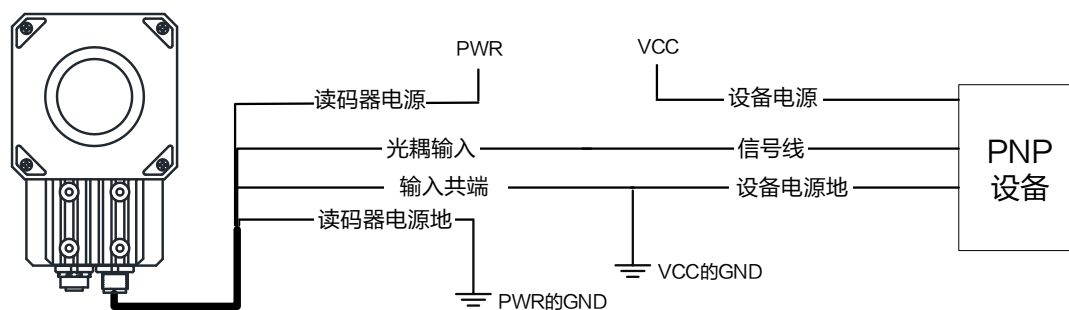 PWR
VCC
读码器电源
设备电源
光耦输入
信号线
PNP
设备
输入共端
设备电源地
读码器电源地
VCC的GND
PWR的GND